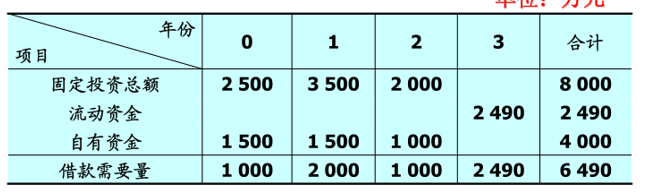 单位：万元
年份
项目 0 1 2 3 合计
固定投资总额 2 500 3 500 2 000 8 000
流动资金 2 490 2 490
自有资金 1 500 1 500 1 000 4 000
借款需要量 1 000 2 000 1 000 2 490 6 490